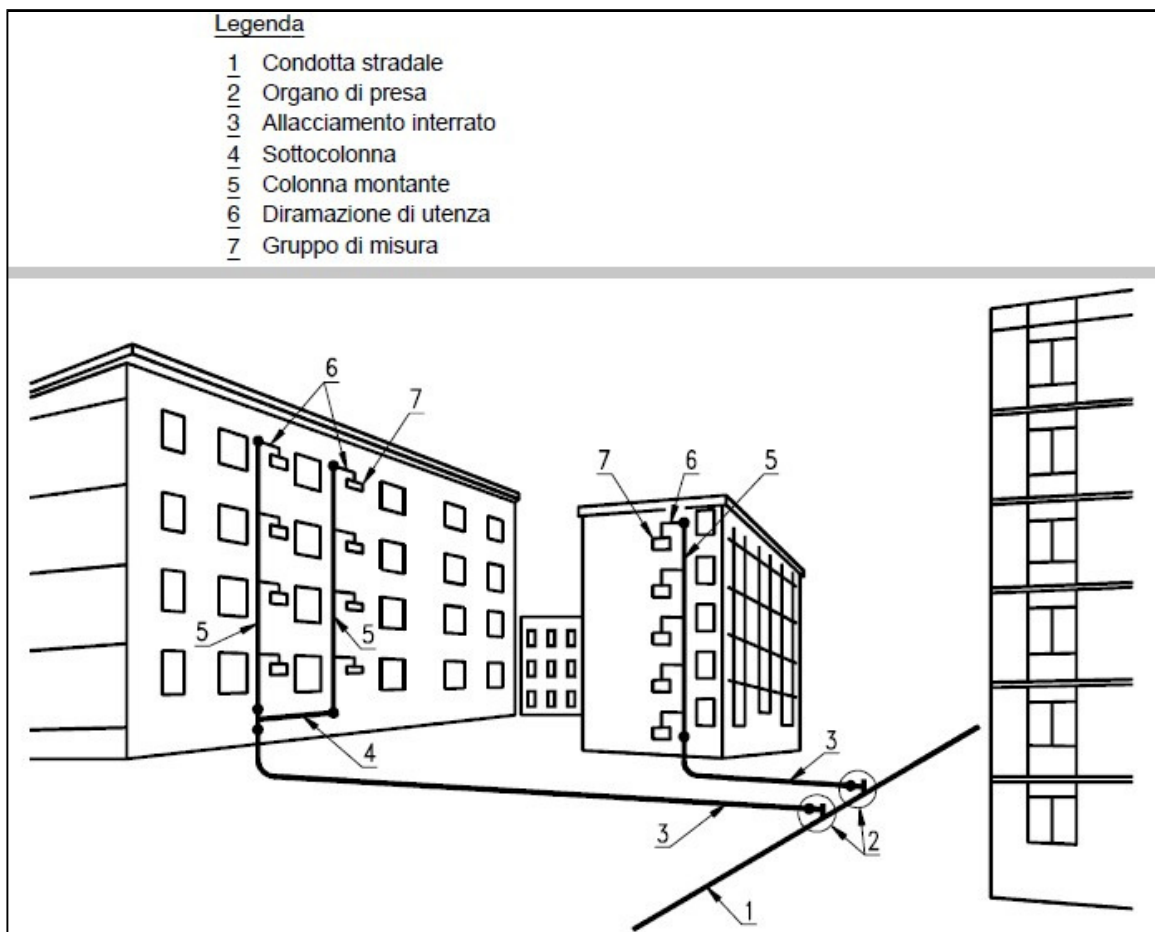 Legenda
1 Condotta stradale
2 Organo di presa
3 Allacciamento interrato
4 Sottocolonna
5 Colonna montante
6 Diramazione di utenza
7 Gruppo di misura
6
7
7 6 5
5 5
4
3
3
2
1